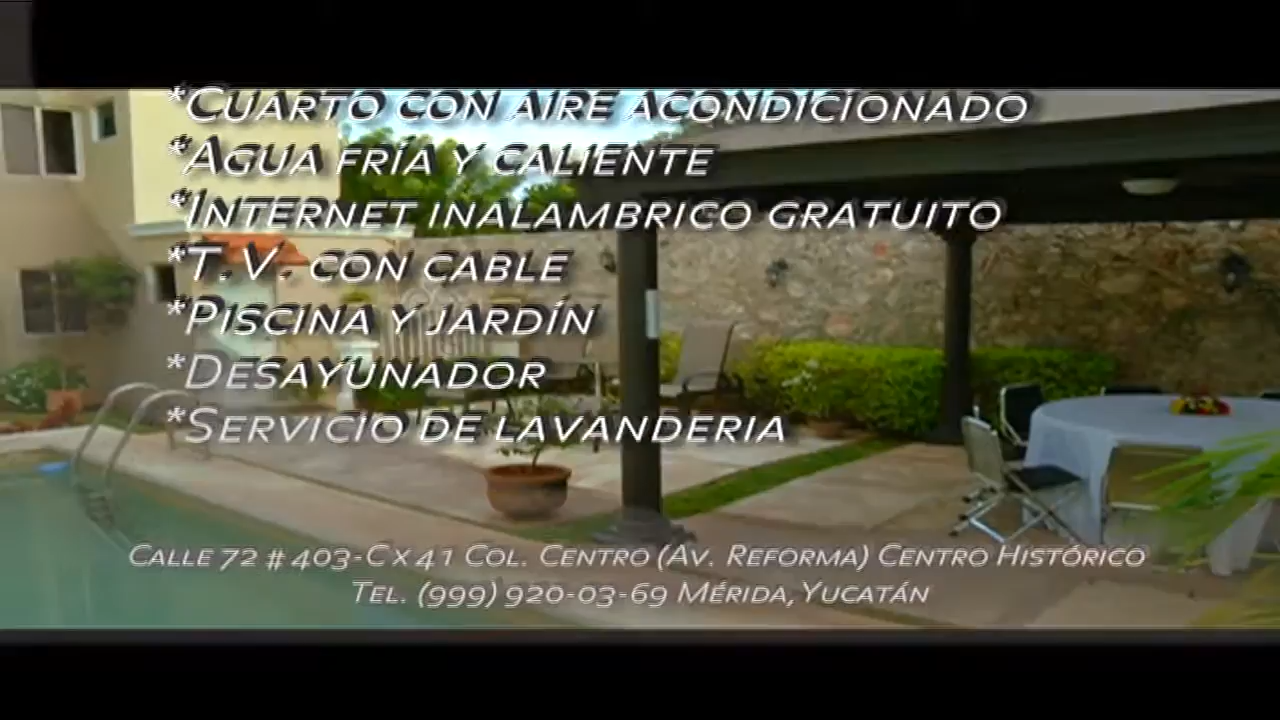 *Cuarto con aire acondicionado
*Agua fría y caliente
*Internet inalambrico gratuito
*T.V. con cable
*Piscina y jardín
*Desayunador
*Servicio de lavanderia
Calle 72 # 403-C x 41 Col. Centro (Av. Reforma) Centro Histórico
Tel. (999) 920-03-69 Mérida, Yucatán